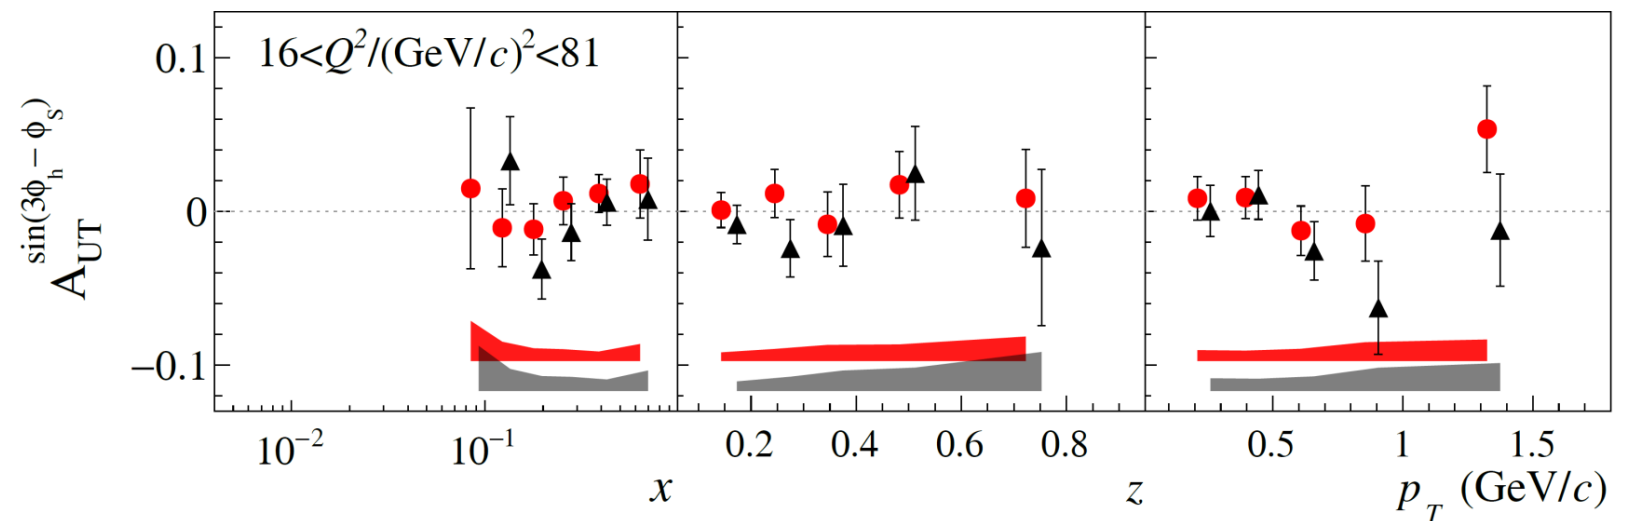 16<Q²/(GeV/c)²<81
A_UT^sin(3ϕ_h − ϕ_S)
0.1
0
−0.1
10⁻² 10⁻¹ 0.2 0.4 0.6 0.8 0.5 1 1.5
x z p_T (GeV/c)